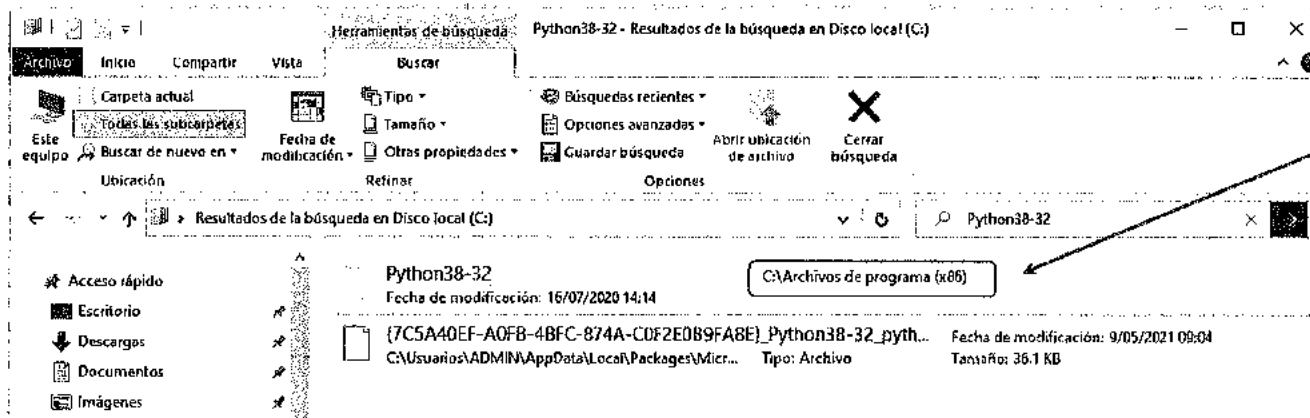 Herramientas de búsqueda
Python38-32 - Resultados de la búsqueda en Disco local (C:)
Archivo Inicio Compartir Vista Buscar
Este equipo
Carpeta actual
Todas las subcarpetas
Buscar de nuevo en
Ubicación
Fecha de modificación
Tipo
Tamaño
Otras propiedades
Refinar
Búsquedas recientes
Opciones avanzadas
Guardar búsqueda
Abrir ubicación de archivo
Cerrar búsqueda
Opciones
Resultados de la búsqueda en Disco local (C:)
Python38-32
Acceso rápido
Escritorio
Descargas
Documentos
Imágenes
Python38-32
Fecha de modificación: 16/07/2020 14:14
C:\Archivos de programa (x86)
{7C5A40EF-A0FB-4BFC-874A-C0F2E0B9FA8E}_Python38-32_pyth...
C:\Usuarios\ADMIN\AppData\Local\Packages\Micr... Tipo: Archivo
Fecha de modificación: 9/05/2021 09:04
Tamaño: 36.1 KB